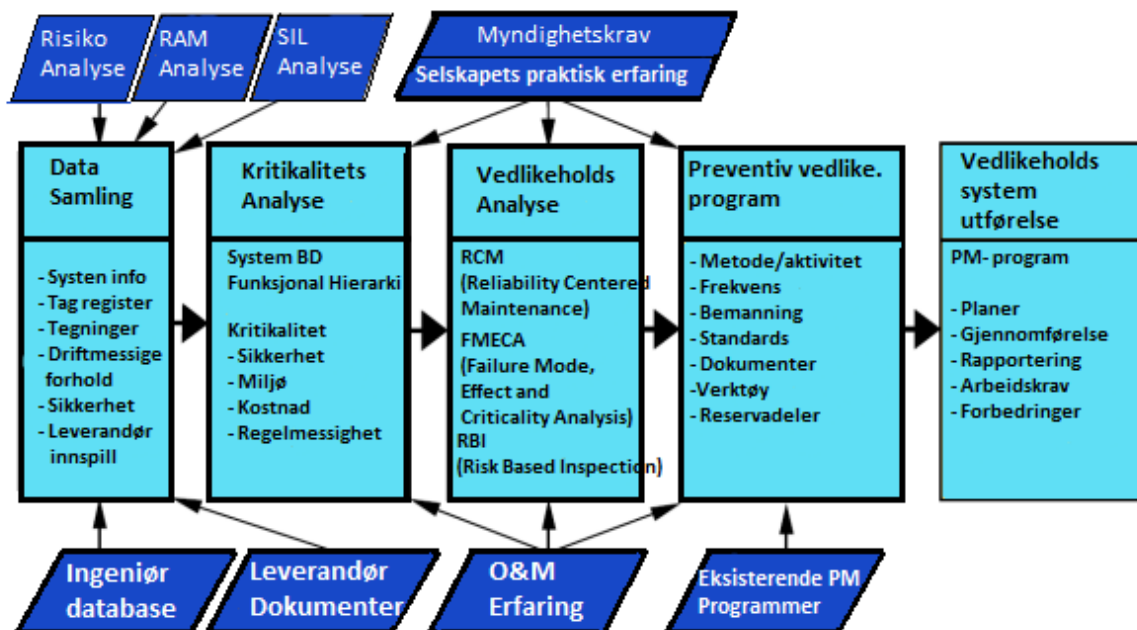 Risiko
Analyse
RAM
Analyse
SIL
Analyse
Myndighetskrav
Selskapets praktisk erfaring
Data
Samling
- Systen info
- Tag register
- Tegninger
- Driftmessige
forhold
- Sikkerhet
- Leverandør
innspill
Kritikalitets
Analyse
System BD
Funksjonal Hierarki
Kritikalitet
- Sikkerhet
- Miljø
- Kostnad
- Regelmessighet
Vedlikeholds
Analyse
RCM
(Reliability Centered
Maintenance)
FMECA
(Failure Mode,
Effect and
Criticality Analysis)
RBI
(Risk Based Inspection)
Preventiv vedlike.
program
- Metode/aktivitet
- Frekvens
- Bemanning
- Standards
- Dokumenter
-Verktøy
- Reservadeler
Vedlikeholds
system
utførelse
PM- program
- Planer
- Gjennomførelse
- Rapportering
- Arbeidskrav
- Forbedringer
Ingeniør
database
Leverandør
Dokumenter
O&M
Erfaring
Eksisterende PM
Programmer